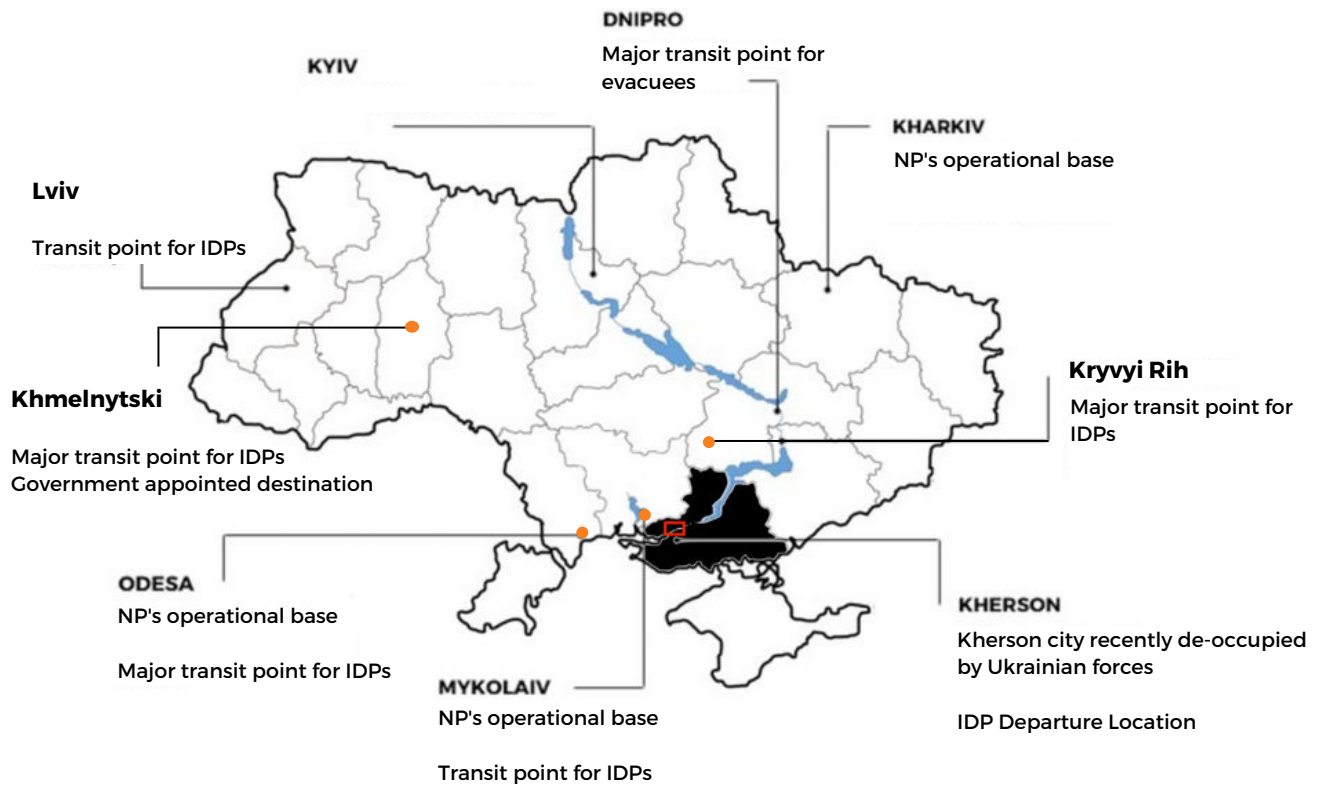 DNIPRO
Major transit point for
evacuees
KYIV
KHARKIV
NP's operational base
Lviv
Transit point for IDPs
Khmelnytski
Major transit point for IDPs
Government appointed destination
Kryvyi Rih
Major transit point for
IDPs
ODESA
NP's operational base
Major transit point for IDPs
MYKOLAIV
NP's operational base
Transit point for IDPs
KHERSON
Kherson city recently de-occupied
by Ukrainian forces
IDP Departure Location